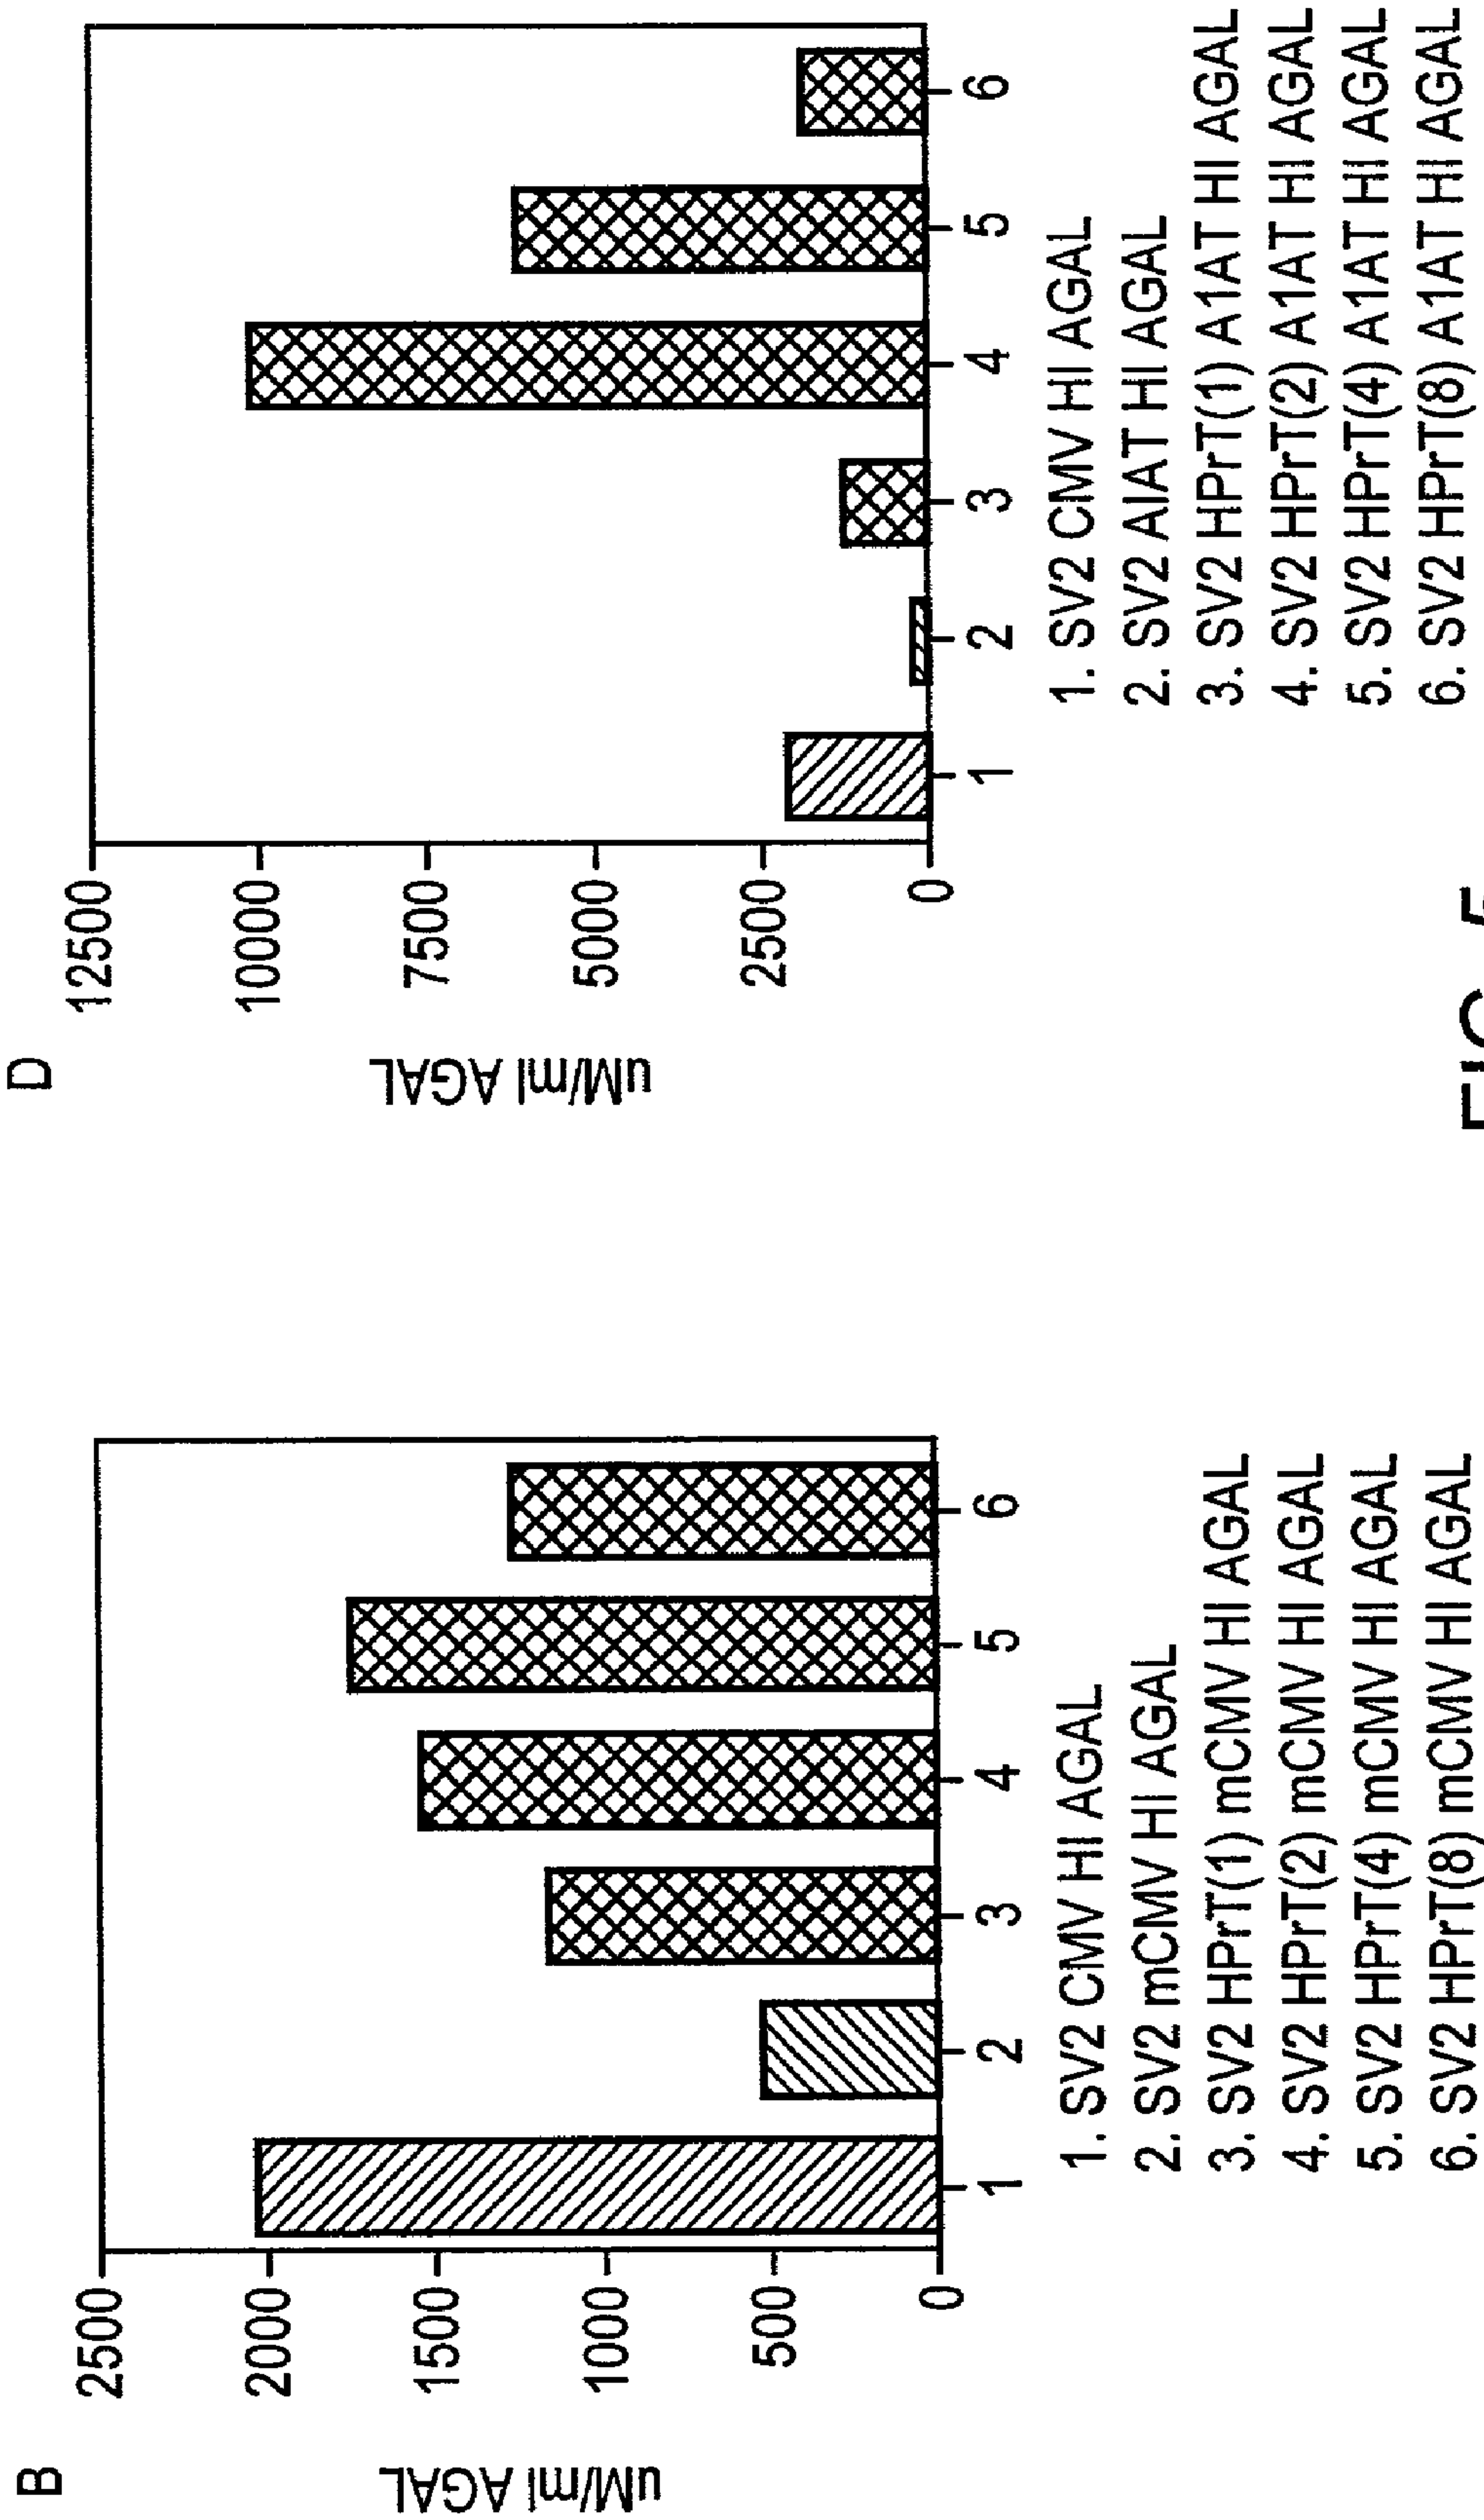 B
uM/ml AGAL
2500
2000
1500
1000
500
0
1 2 3 4 5 6
1. SV2 CMV HI AGAL
2. SV2 mCMV HI AGAL
3. SV2 HPrT(1) mCMV HI AGAL
4. SV2 HPrT(2) mCMV HI AGAL
5. SV2 HPrT(4) mCMV HI AGAL
6. SV2 HPrT(8) mCMV HI AGAL
D
uM/ml AGAL
12500
10000
7500
5000
2500
0
1 2 3 4 5 6
1. SV2 CMV HI AGAL
2. SV2 AIAT HI AGAL
3. SV2 HPrT(1) A1AT HI AGAL
4. SV2 HPrT(2) A1AT HI AGAL
5. SV2 HPrT(4) A1AT HI AGAL
6. SV2 HPrT(8) A1AT HI AGAL